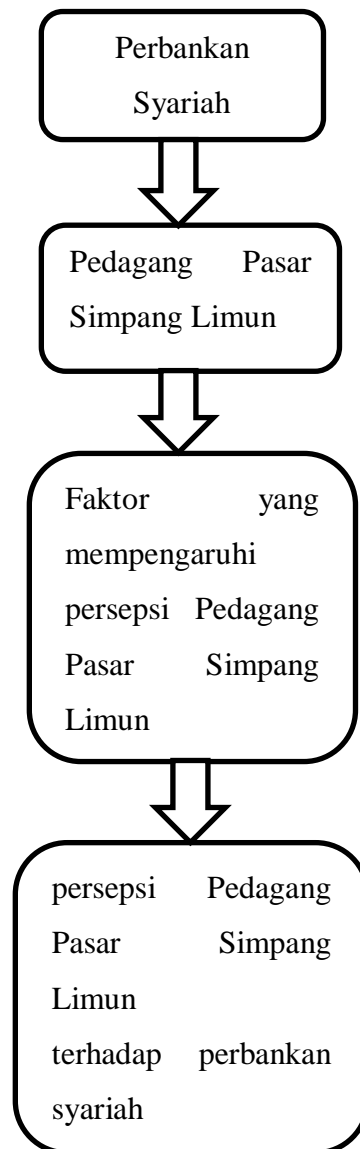 Perbankan
Syariah
Pedagang Pasar
Simpang Limun
Faktor yang
mempengaruhi
persepsi Pedagang
Pasar Simpang
Limun
persepsi Pedagang
Pasar Simpang
Limun
terhadap perbankan
syariah